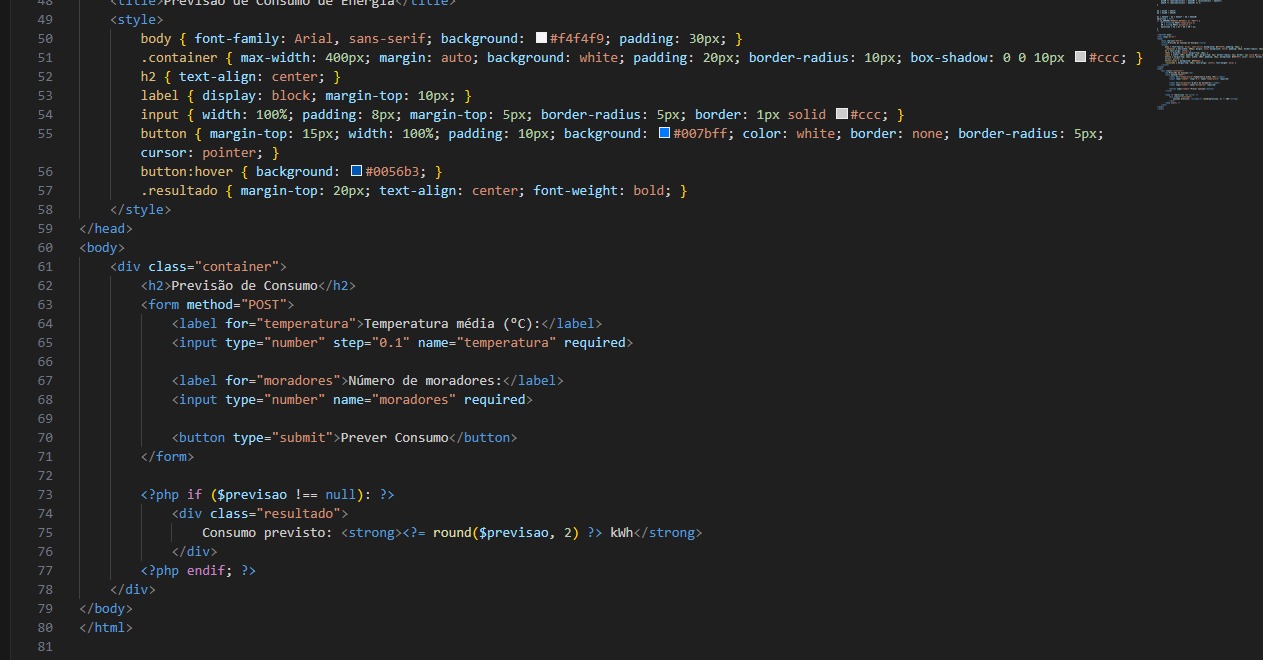 48 <title>Previsão de Consumo de Energia</title>
49 <style>
50 body { font-family: Arial, sans-serif; background: #f4f4f9; padding: 30px; }
51 .container { max-width: 400px; margin: auto; background: white; padding: 20px; border-radius: 10px; box-shadow: 0 0 10px #ccc; }
52 h2 { text-align: center; }
53 label { display: block; margin-top: 10px; }
54 input { width: 100%; padding: 8px; margin-top: 5px; border-radius: 5px; border: 1px solid #ccc; }
55 button { margin-top: 15px; width: 100%; padding: 10px; background: #007bff; color: white; border: none; border-radius: 5px;
cursor: pointer; }
56 button:hover { background: #0056b3; }
57 .resultado { margin-top: 20px; text-align: center; font-weight: bold; }
58 </style>
59 </head>
60 <body>
61 <div class="container">
62 <h2>Previsão de Consumo</h2>
63 <form method="POST">
64 <label for="temperatura">Temperatura média (ºC):</label>
65 <input type="number" step="0.1" name="temperatura" required>
66
67 <label for="moradores">Número de moradores:</label>
68 <input type="number" name="moradores" required>
69
70 <button type="submit">Prever Consumo</button>
71 </form>
72
73 <?php if ($previsao !== null): ?>
74 <div class="resultado">
75 Consumo previsto: <strong><?= round($previsao, 2) ?> kWh</strong>
76 </div>
77 <?php endif; ?>
78 </div>
79 </body>
80 </html>
81